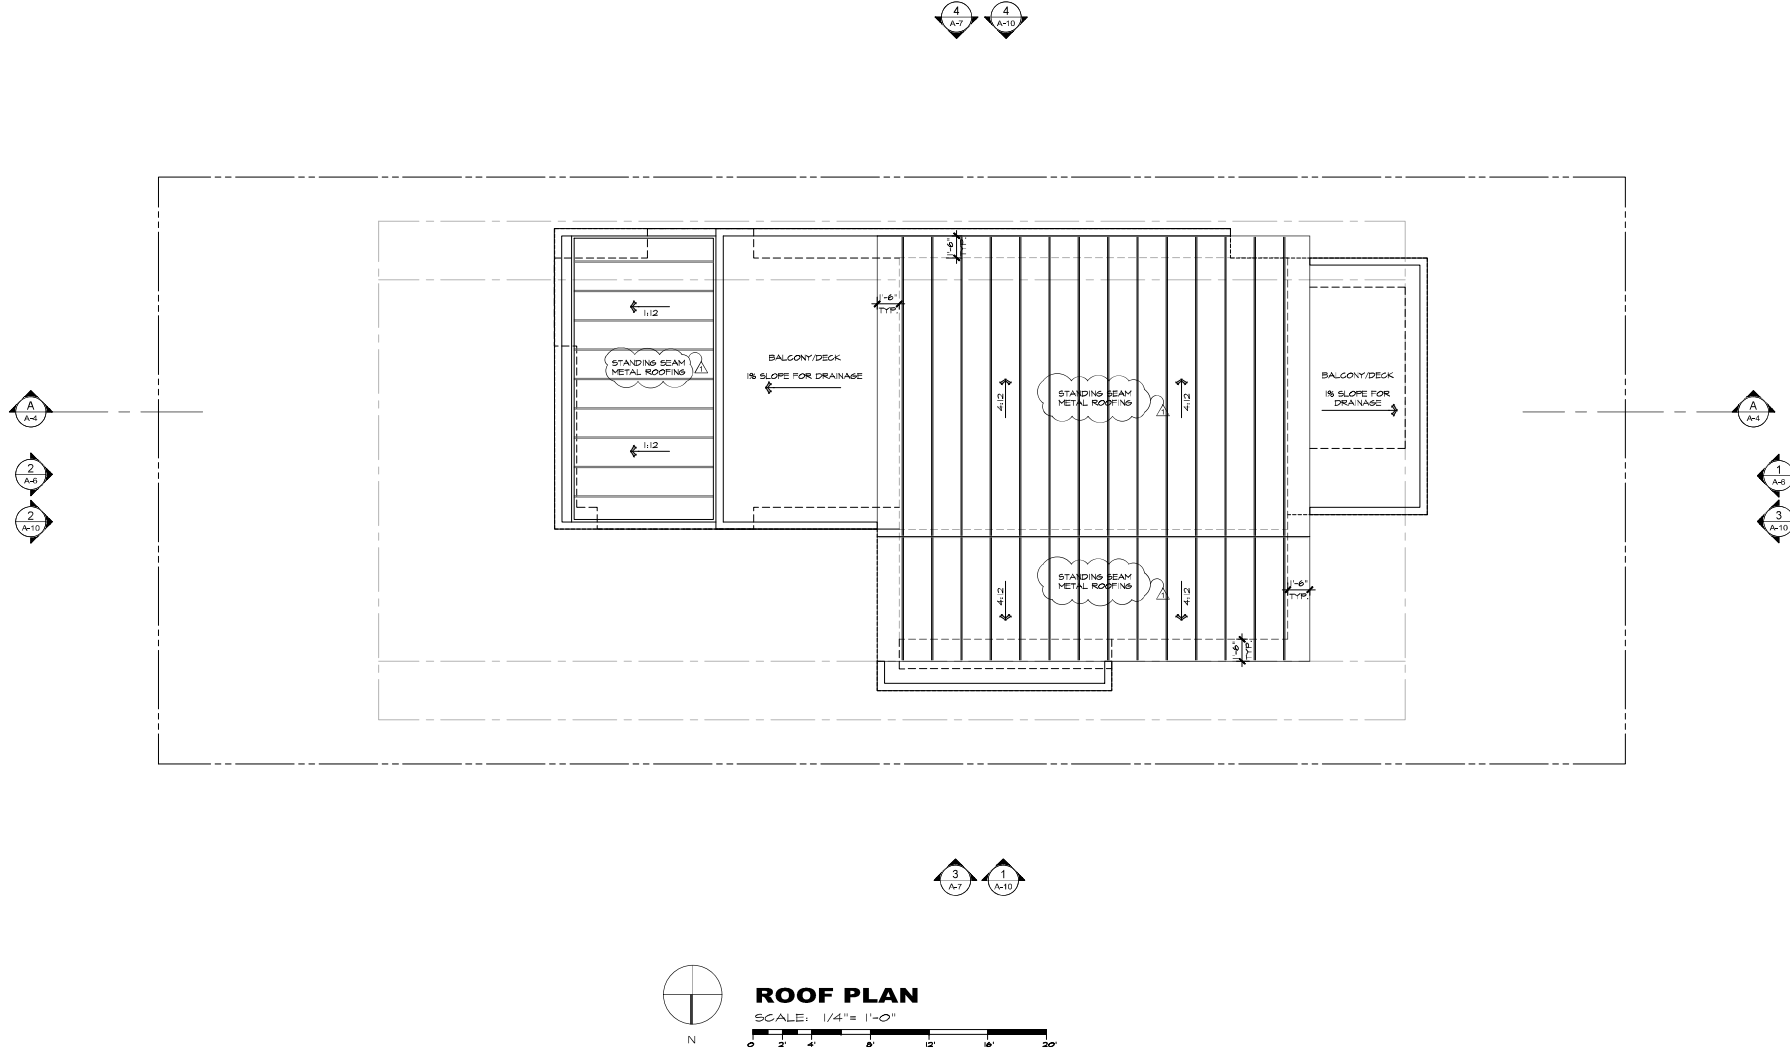 4
A-7
4
A-10
1'-6"
TYP.
1'-6"
TYP.
1:12
STANDING SEAM
METAL ROOFING
1
BALCONY/DECK
1% SLOPE FOR DRAINAGE
1:12
4:12
STANDING SEAM
METAL ROOFING
1
4:12
BALCONY/DECK
1% SLOPE FOR
DRAINAGE
A
A-4
2
A-6
2
A-10
A
A-4
1
A-6
3
A-10
4:12
STANDING SEAM
METAL ROOFING
1
4:12
1'-6"
TYP.
1'-6"
TYP.
3
A-7
1
A-10
N
ROOF PLAN
SCALE: 1/4"= 1'-0"
0 2' 4' 8' 12' 16' 20'